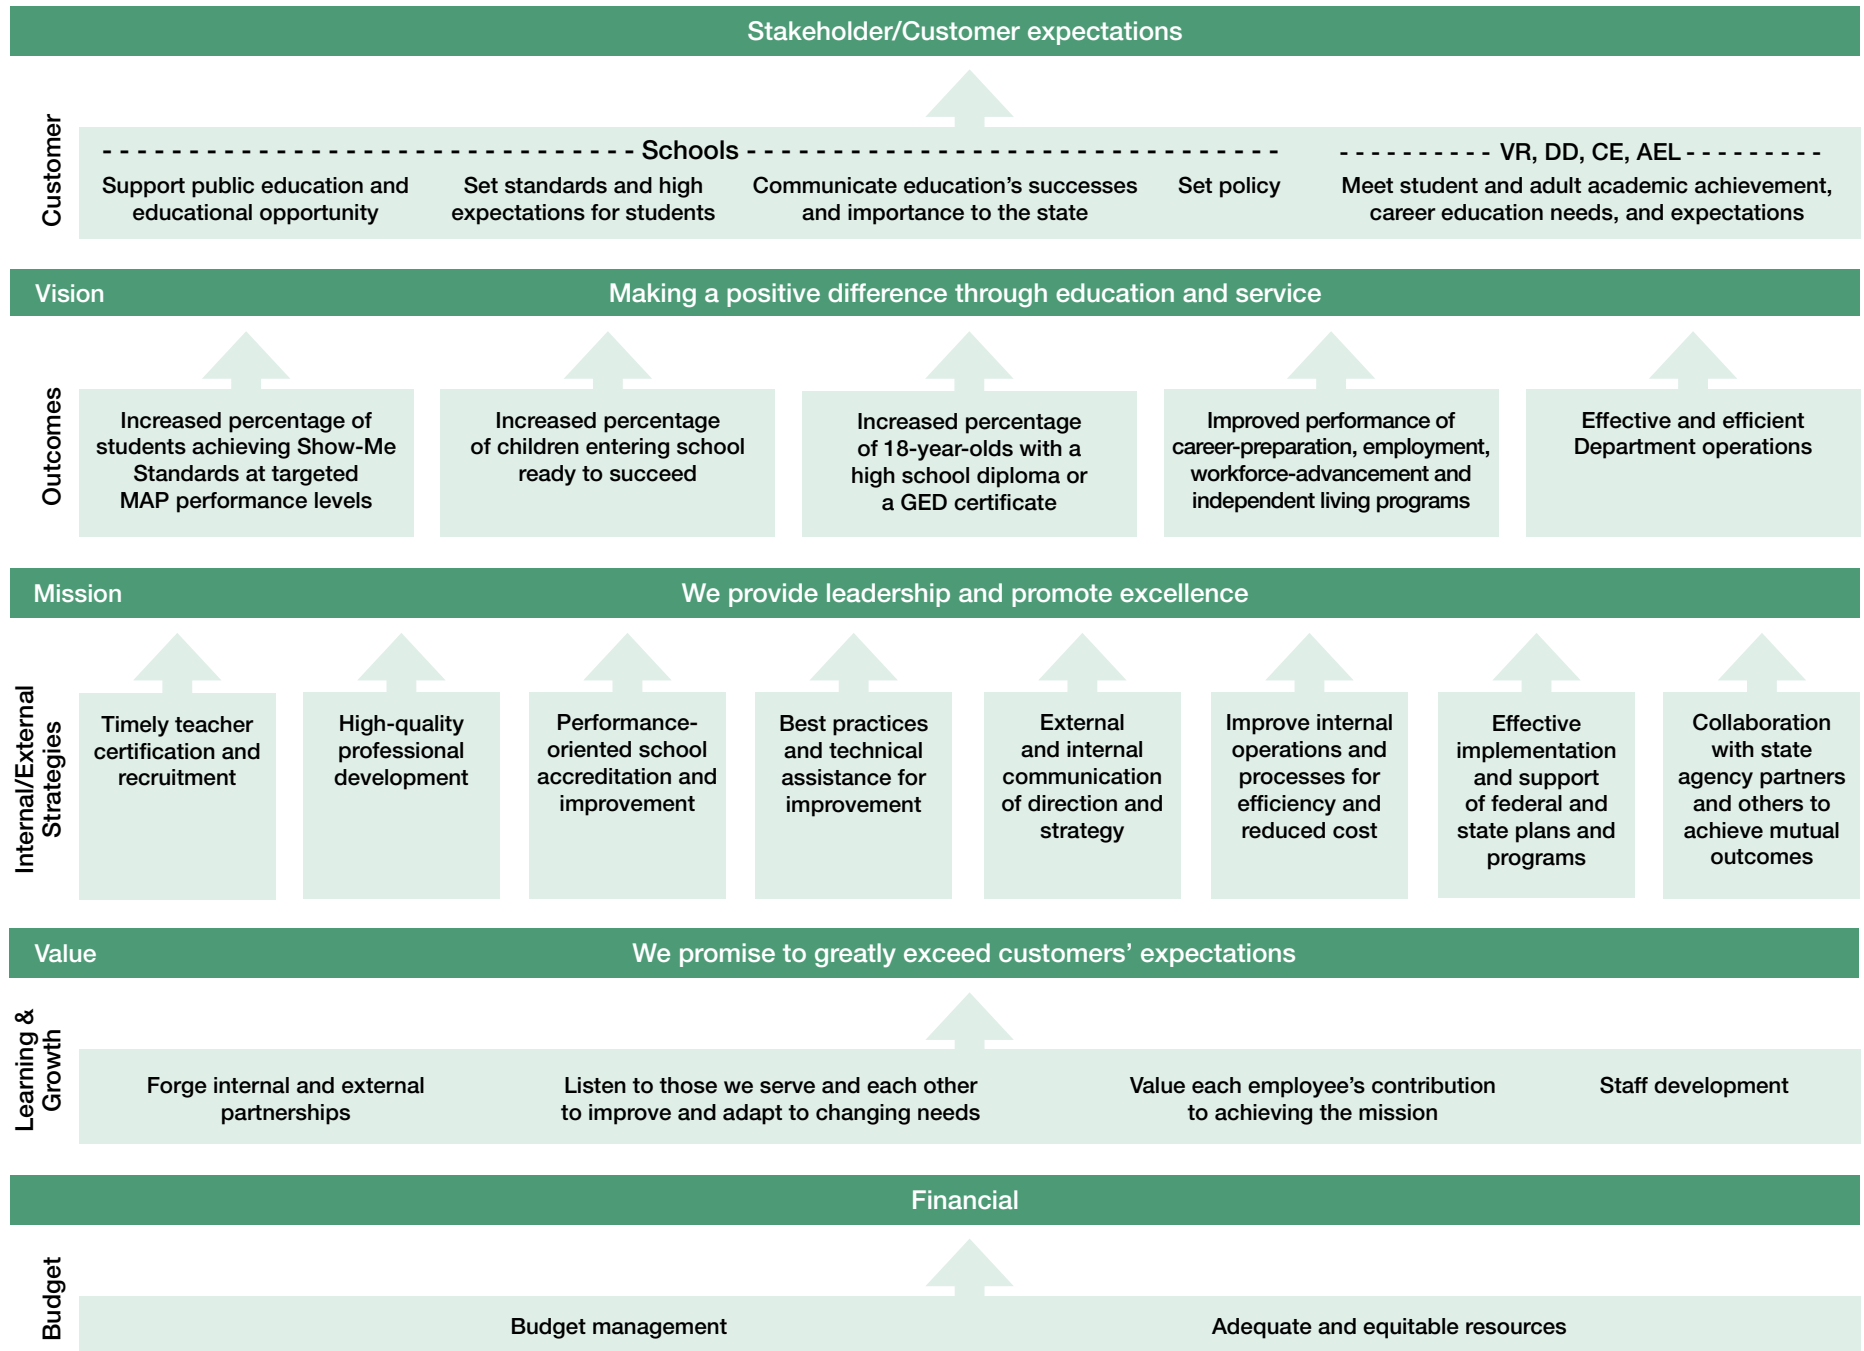 Stakeholder/Customer expectations
Customer
Schools
VR, DD, CE, AEL
Support public education and
educational opportunity
Set standards and high
expectations for students
Communicate education’s successes
and importance to the state
Set policy
Meet student and adult academic achievement,
career education needs, and expectations
Vision
Making a positive difference through education and service
Outcomes
Increased percentage of
students achieving Show-Me
Standards at targeted
MAP performance levels
Increased percentage
of children entering school
ready to succeed
Increased percentage
of 18-year-olds with a
high school diploma or
a GED certificate
Improved performance of
career-preparation, employment,
workforce-advancement and
independent living programs
Effective and efficient
Department operations
Mission
We provide leadership and promote excellence
Internal/External
Strategies
Timely teacher
certification and
recruitment
High-quality
professional
development
Performance-
oriented school
accreditation and
improvement
Best practices
and technical
assistance for
improvement
External
and internal
communication
of direction and
strategy
Improve internal
operations and
processes for
efficiency and
reduced cost
Effective
implementation
and support
of federal and
state plans and
programs
Collaboration
with state
agency partners
and others to
achieve mutual
outcomes
Value
We promise to greatly exceed customers’ expectations
Learning &
Growth
Forge internal and external
partnerships
Listen to those we serve and each other
to improve and adapt to changing needs
Value each employee’s contribution
to achieving the mission
Staff development
Financial
Budget
Budget management
Adequate and equitable resources